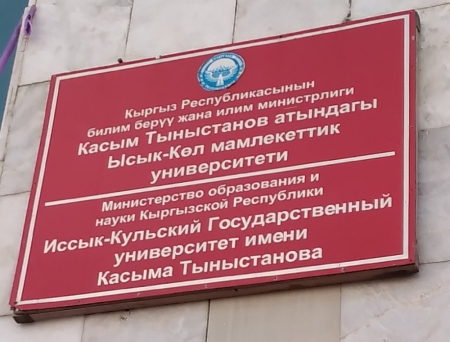 Кыргыз Республикасынын
билим берүү жана илим министрлиги
Касым Тыныстанов атындагы
Ысык-Көл мамлекеттик
университети
Министерство образования и
науки Кыргызской Республики
Иссык-Кульский Государственный
университет имени
Касыма Тыныстанова